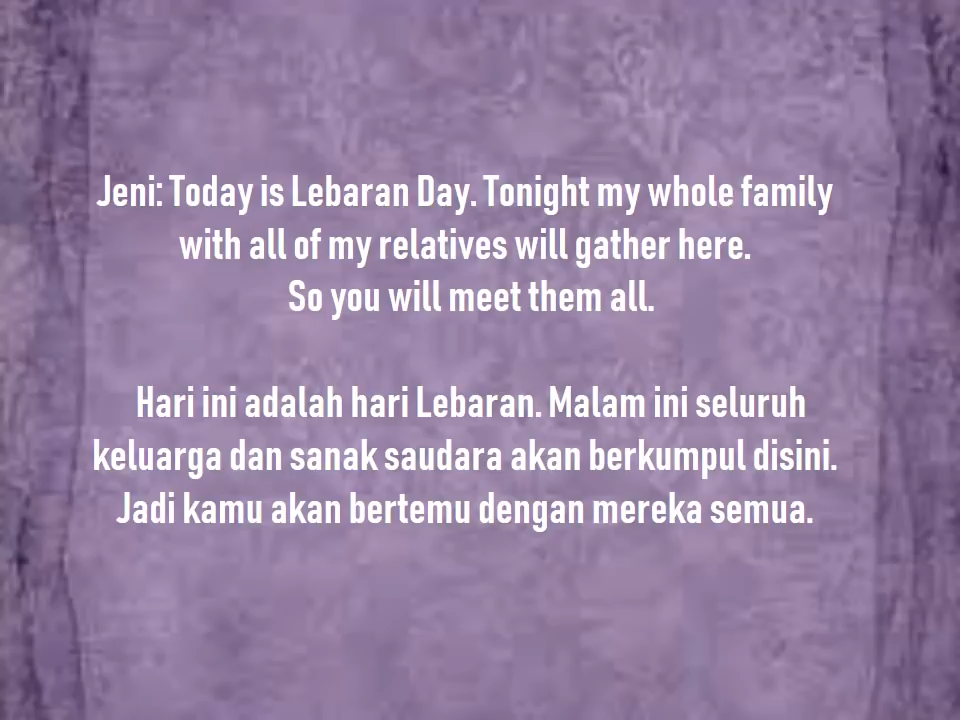 Jeni: Today is Lebaran Day. Tonight my whole family
with all of my relatives will gather here.
So you will meet them all.
Hari ini adalah hari Lebaran. Malam ini seluruh
keluarga dan sanak saudara akan berkumpul disini.
Jadi kamu akan bertemu dengan mereka semua.